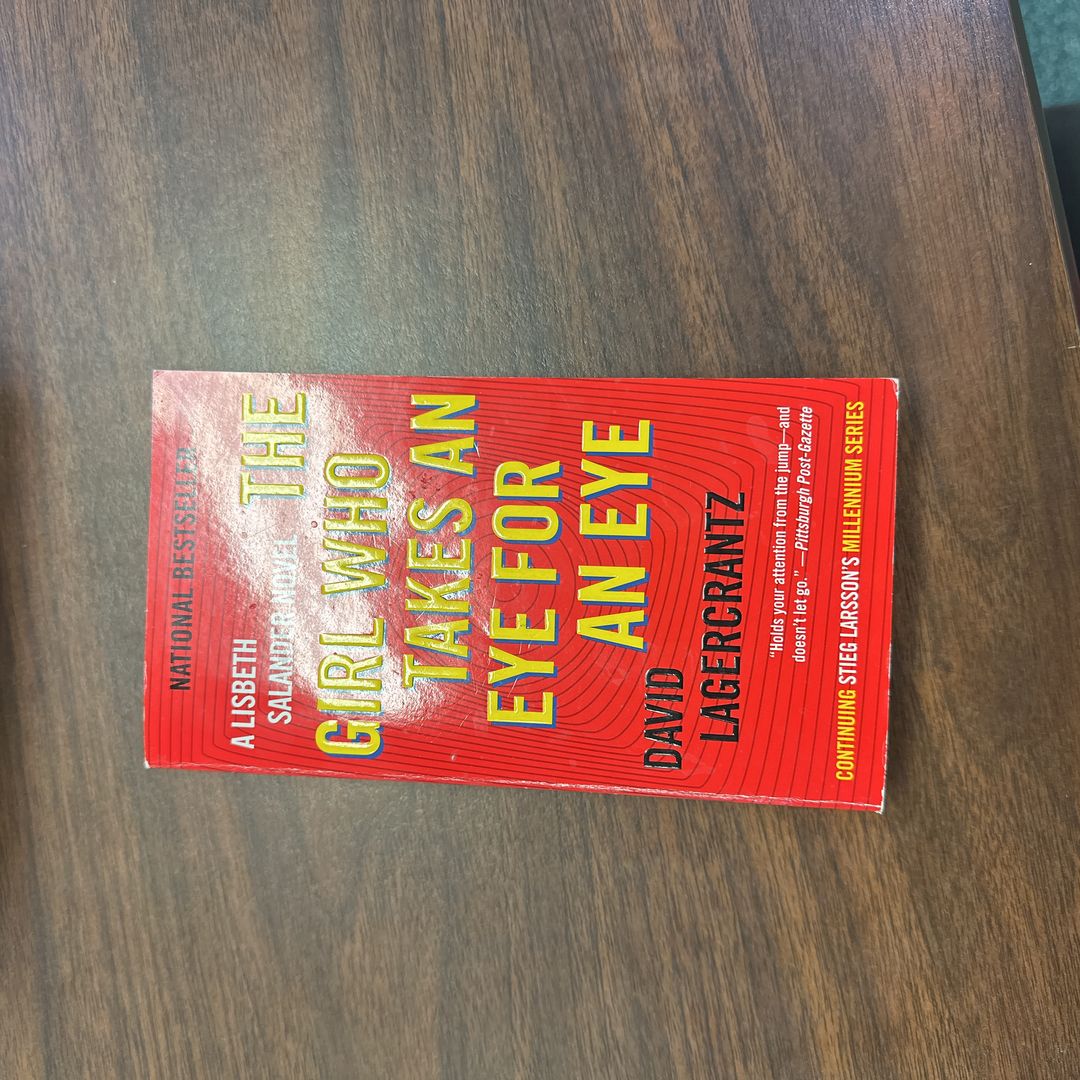 NATIONAL BESTSELLER
A LISBETH
SALANDER NOVEL
THE
GIRL WHO
TAKES AN
EYE FOR
AN EYE
DAVID
LAGERCRANTZ
"Holds your attention from the jump—and
doesn't let go." —Pittsburgh Post-Gazette
CONTINUING STIEG LARSSON'S MILLENNIUM SERIES